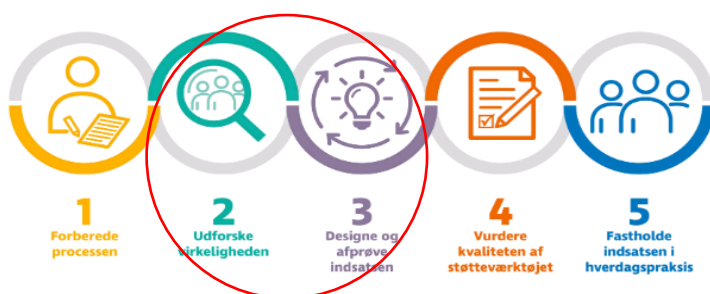 1
Forberede
processen
2
Udforske
virkeligheden
3
Designe og
afprøve
indsatsen
4
Vurdere
kvaliteten af
støtteværktøjet
5
Fastholde
indsatsen i
hverdagspraksis